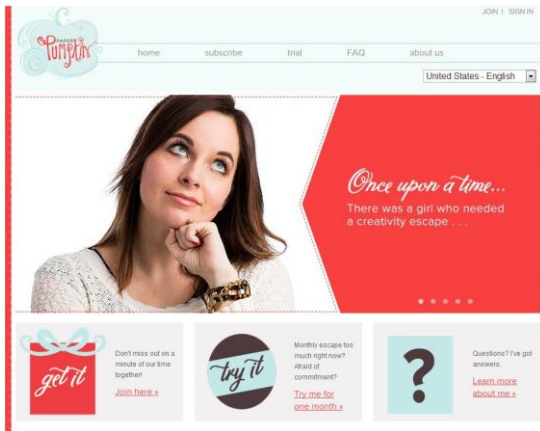 JOIN | SIGN IN
PAPER
Pumpkin
home subscribe trial FAQ about us
United States - English
Once upon a time...
There was a girl who needed
a creativity escape . . .
get it
Don't miss out on a
minute of our time
together!
Join here »
try it
Monthly escape too
much right now?
Afraid of
commitment?
Try me for
one month »
?
Questions? I've got
answers.
Learn more
about me »